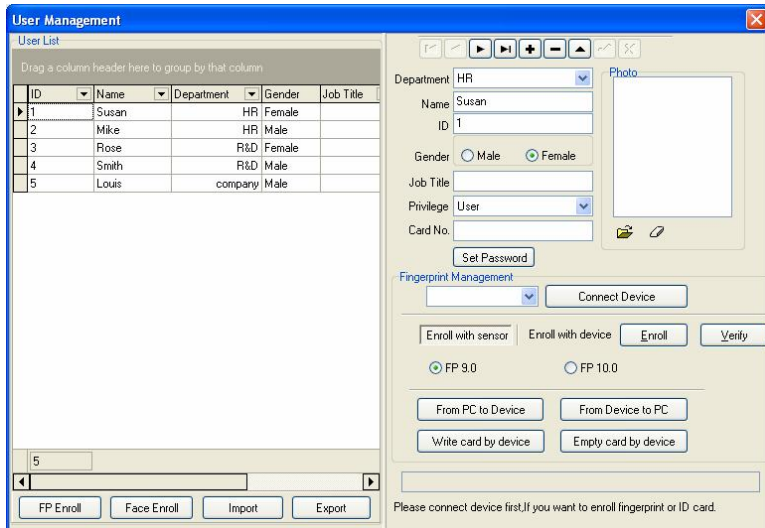 User Management
User List
Drag a column header here to group by that column
ID Name Department Gender Job Title
1 Susan HR Female
2 Mike HR Male
3 Rose R&D Female
4 Smith R&D Male
5 Louis company Male
5
FP Enroll Face Enroll Import Export
Department HR
Name Susan
ID 1
Gender Male Female
Job Title
Privilege User
Card No.
Set Password
Photo
Fingerprint Management
Connect Device
Enroll with sensor Enroll with device Enroll Verify
FP 9.0 FP 10.0
From PC to Device From Device to PC
Write card by device Empty card by device
Please connect device first,If you want to enroll fingerprint or ID card.